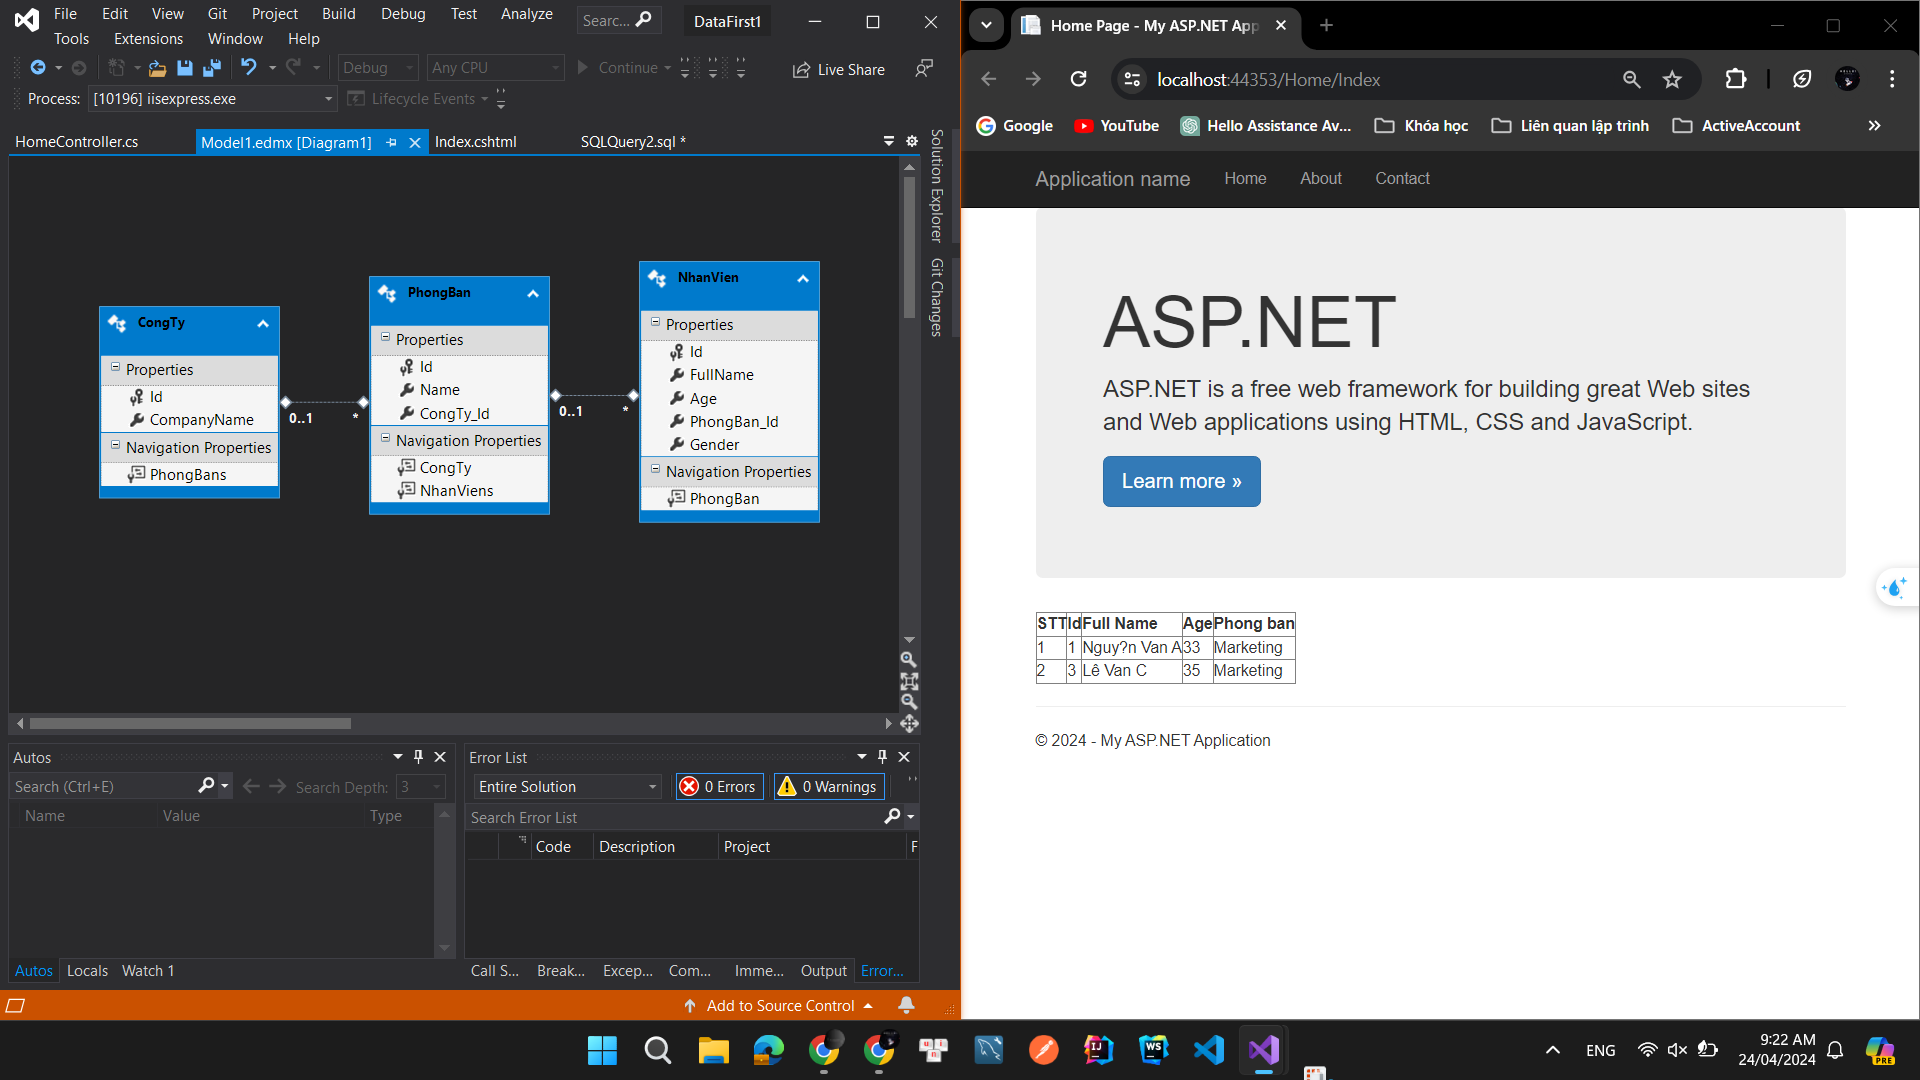 File Edit View Git Project Build Debug Test Analyze Searc... DataFirst1
Tools Extensions Window Help
Debug Any CPU Continue Live Share
Process: [10196] iisexpress.exe Lifecycle Events
HomeController.cs Model1.edmx [Diagram1] Index.cshtml SQLQuery2.sql *
Solution Explorer
Git Changes
CongTy
Properties
Id
CompanyName
Navigation Properties
PhongBans
0..1 *
PhongBan
Properties
Id
Name
CongTy_Id
Navigation Properties
CongTy
NhanViens
0..1 *
NhanVien
Properties
Id
FullName
Age
PhongBan_Id
Gender
Navigation Properties
PhongBan
Autos
Search (Ctrl+E) Search Depth: 3
Name Value Type
Autos Locals Watch 1
Error List
Entire Solution 0 Errors 0 Warnings
Search Error List
Code Description Project F
Call S... Break... Excep... Com... Imme... Output Error...
Add to Source Control
Home Page - My ASP.NET App
localhost:44353/Home/Index
Google YouTube Hello Assistance Av... Khóa học Liên quan lập trình ActiveAccount
Application name Home About Contact
ASP.NET
ASP.NET is a free web framework for building great Web sites
and Web applications using HTML, CSS and JavaScript.
Learn more »
STT Id Full Name Age Phong ban
1 1 Nguy?n Van A 33 Marketing
2 3 Lê Van C 35 Marketing
© 2024 - My ASP.NET Application
ENG 9:22 AM
24/04/2024
IJ
WS
PRE